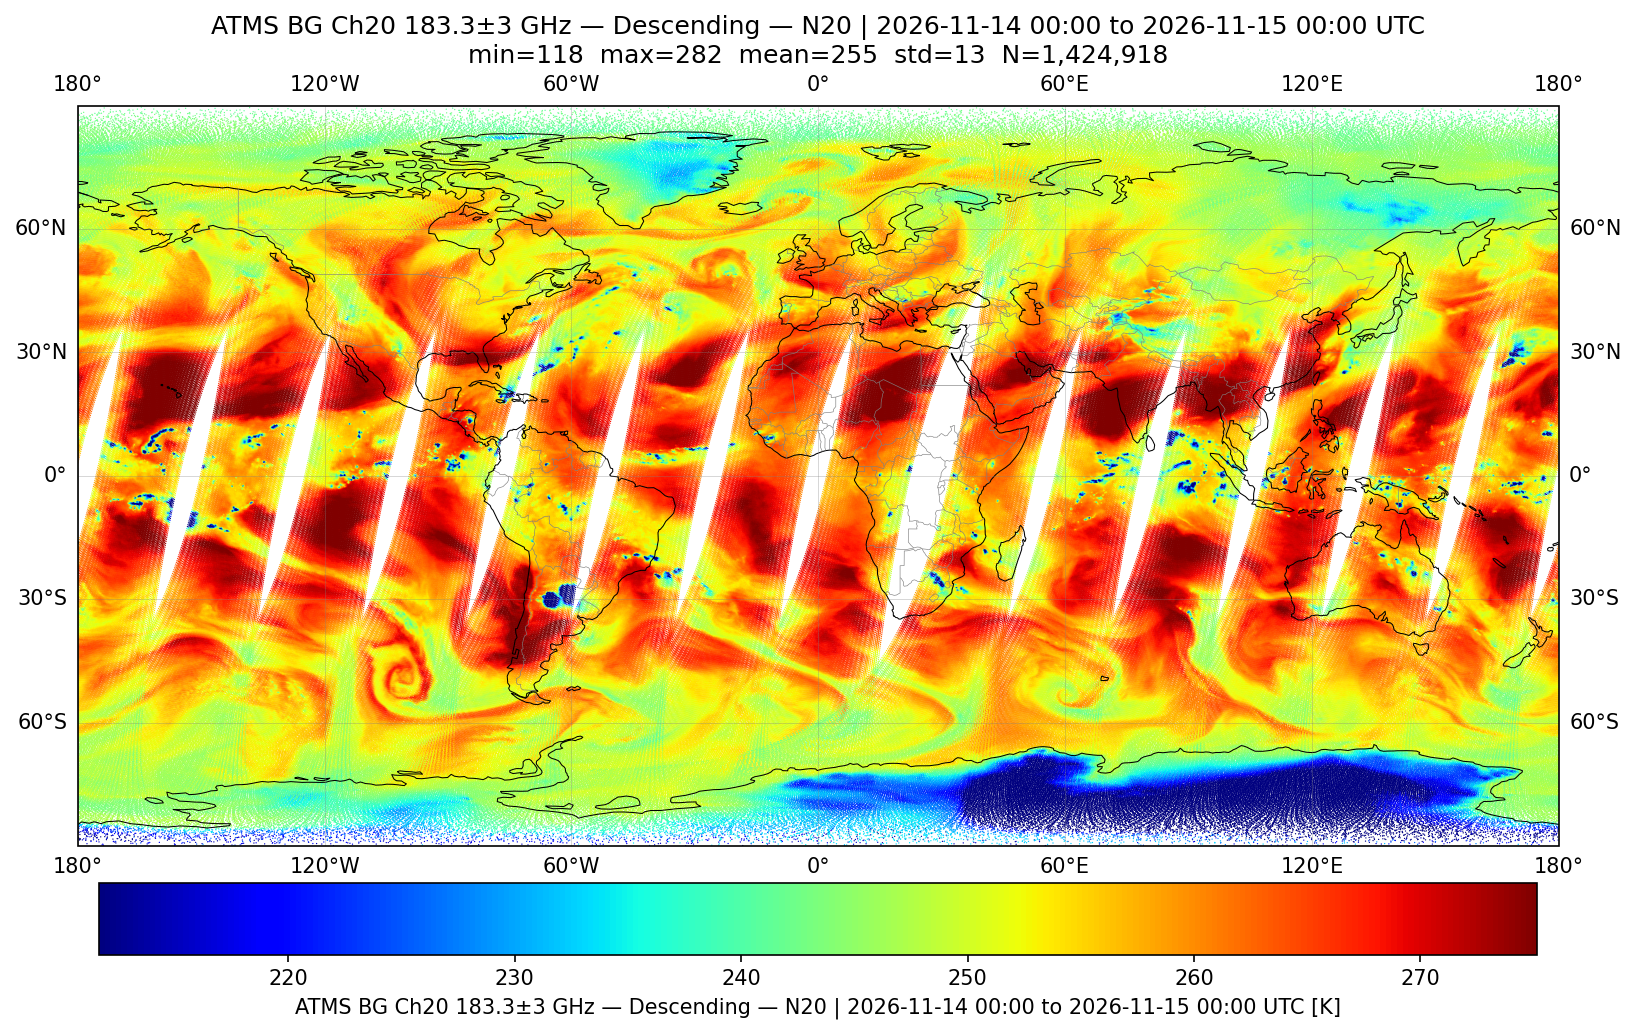 ATMS BG Ch20 183.3±3 GHz — Descending — N20 | 2026-11-14 00:00 to 2026-11-15 00:00 UTC
min=118  max=282  mean=255  std=13  N=1,424,918
180° 120°W 60°W 0° 60°E 120°E 180°
60°N 60°N
30°N 30°N
0° 0°
30°S 30°S
60°S 60°S
180° 120°W 60°W 0° 60°E 120°E 180°
220 230 240 250 260 270
ATMS BG Ch20 183.3±3 GHz — Descending — N20 | 2026-11-14 00:00 to 2026-11-15 00:00 UTC [K]